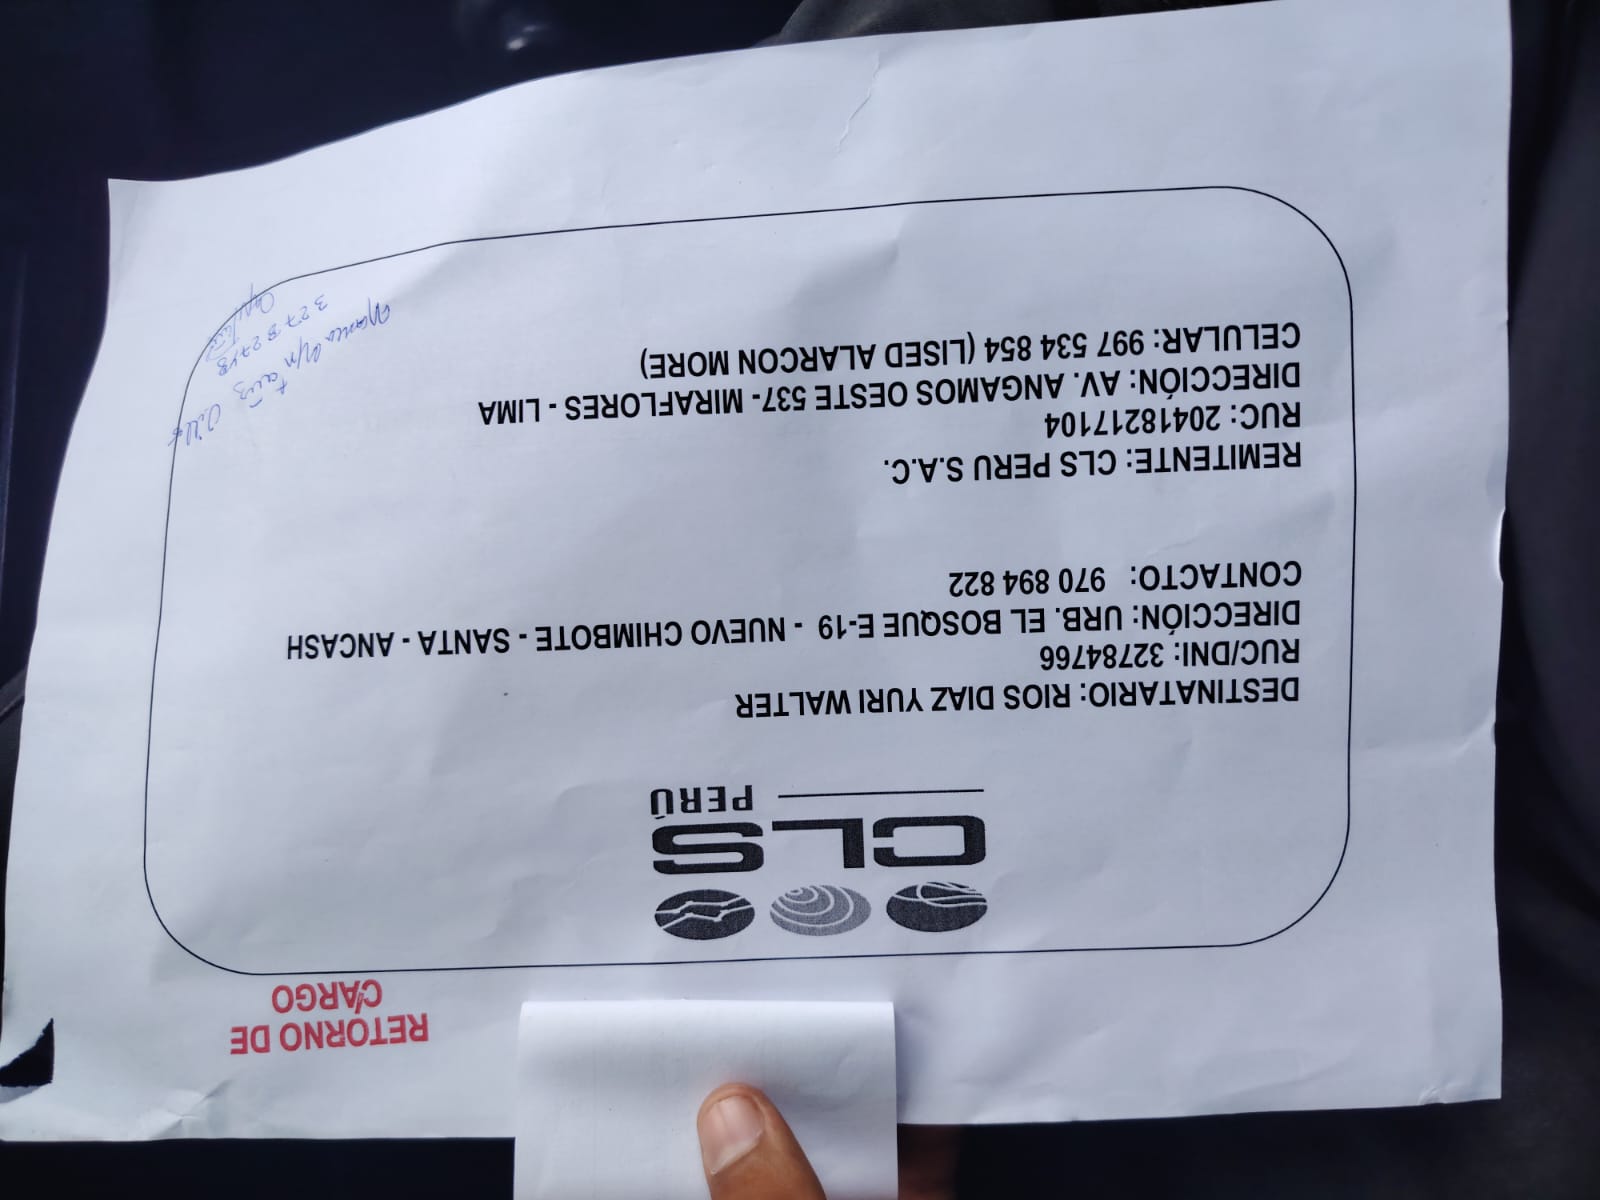 RETORNO DE
CARGO
CLS
PERÚ
DESTINATARIO: RIOS DIAZ YURI WALTER
RUC/DNI: 32784766
DIRECCIÓN: URB. EL BOSQUE E-19 - NUEVO CHIMBOTE - SANTA - ANCASH
CONTACTO: 970 894 822
REMITENTE: CLS PERU S.A.C.
RUC: 20418217104
DIRECCIÓN: AV. ANGAMOS OESTE 537- MIRAFLORES - LIMA
CELULAR: 997 534 854 (LISED ALARCON MORE)